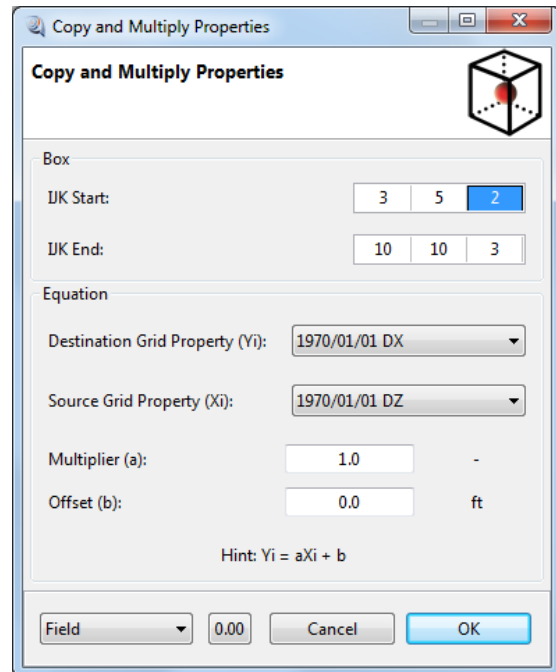 Copy and Multiply Properties
Copy and Multiply Properties
Box
IJK Start: 3 5 2
IJK End: 10 10 3
Equation
Destination Grid Property (Yi): 1970/01/01 DX
Source Grid Property (Xi): 1970/01/01 DZ
Multiplier (a): 1.0 -
Offset (b): 0.0 ft
Hint: Yi = aXi + b
Field 0.00 Cancel OK